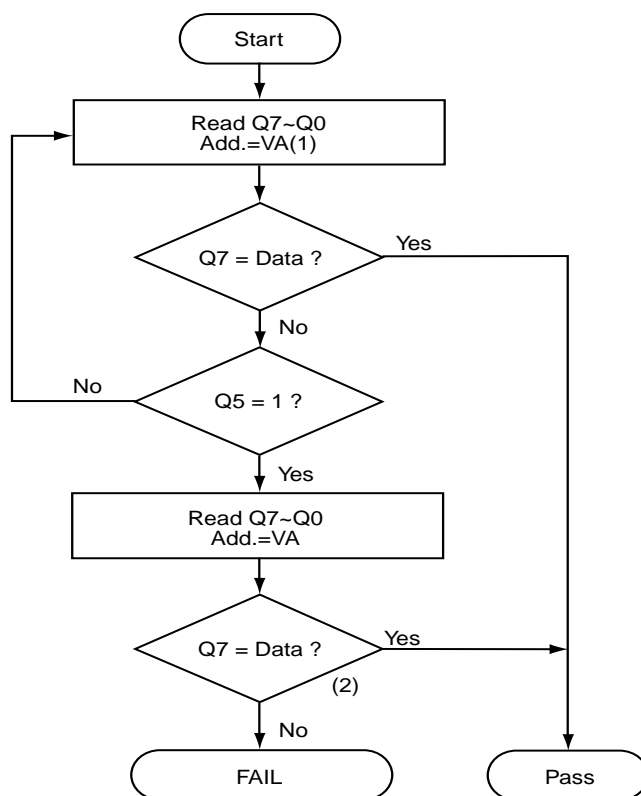 Start
Read Q7~Q0
Add.=VA(1)
Q7 = Data ?
Yes
No
Q5 = 1 ?
No
Yes
Read Q7~Q0
Add.=VA
Q7 = Data ?
Yes
(2)
No
FAIL
Pass